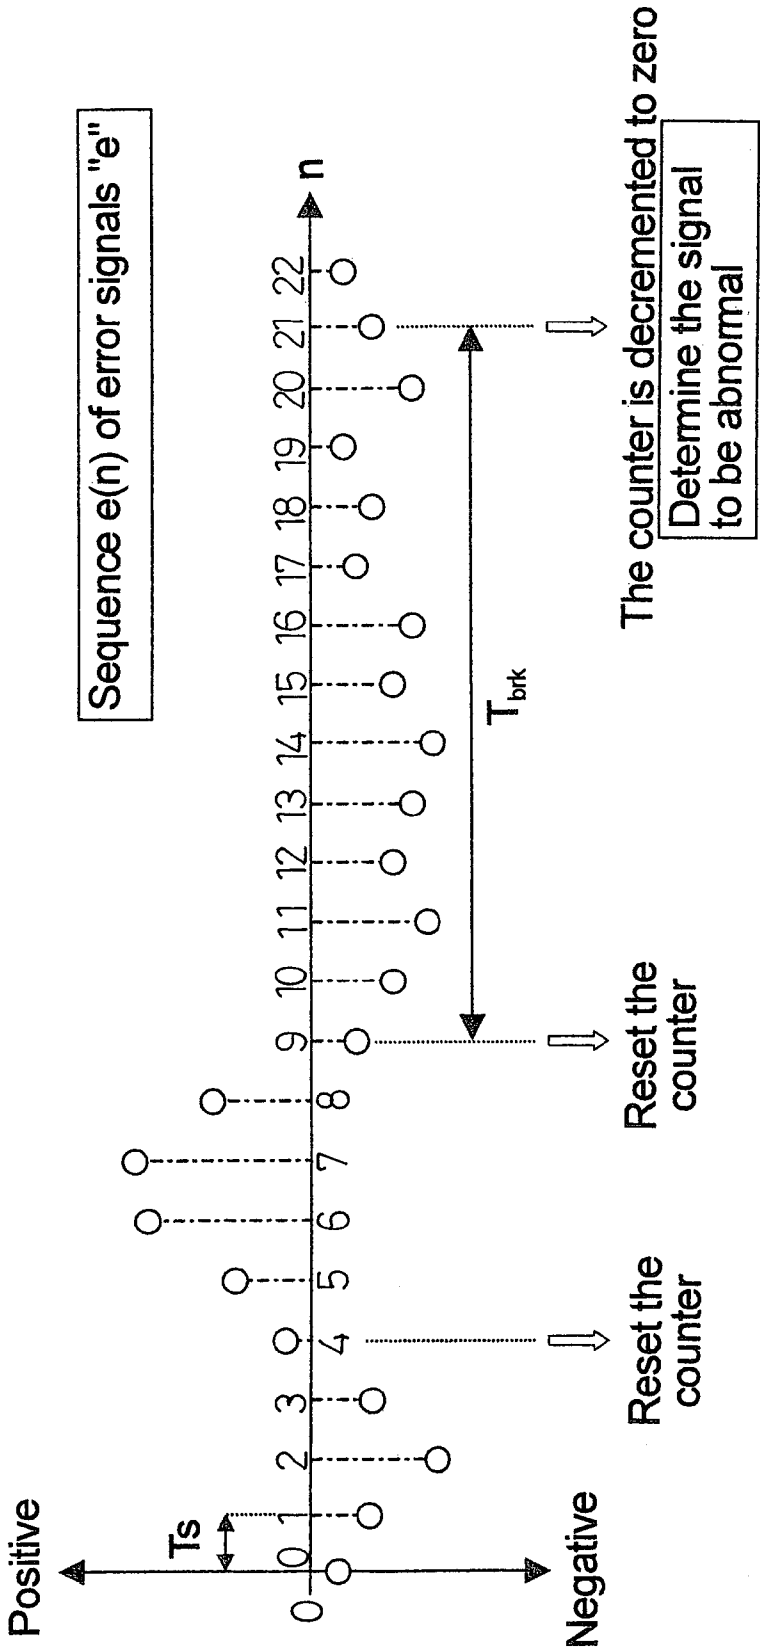 Sequence e(n) of error signals "e"
Positive
Ts
0
0 1 2 3 4 5 6 7 8 9 10 11 12 13 14 15 16 17 18 19 20 21 22
n
T_brk
Negative
Reset the
counter
Reset the
counter
The counter is decremented to zero
Determine the signal
to be abnormal